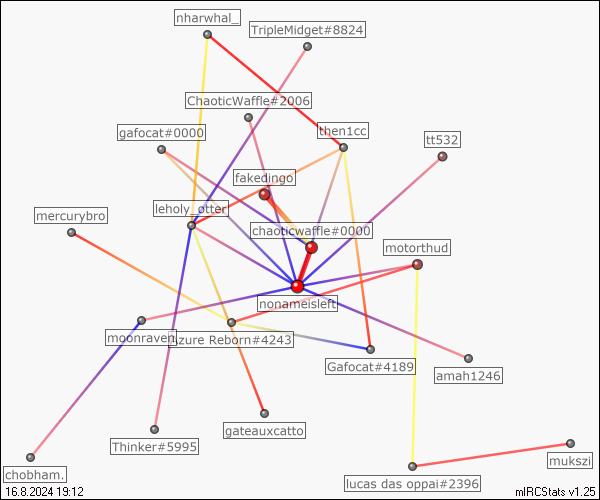 nharwhal_
TripleMidget#8824
ChaoticWaffle#2006
gafocat#0000
then1cc
tt532
fakedingo
leholy_otter
mercurybro
chaoticwaffle#0000
motorthud
nonameisleft
moonraven
zure Reborn#4243
Gafocat#4189
amah1246
gateauxcatto
Thinker#5995
mukszi
chobham.
lucas das oppai#2396
16.8.2024 19:12
mIRCStats v1.25